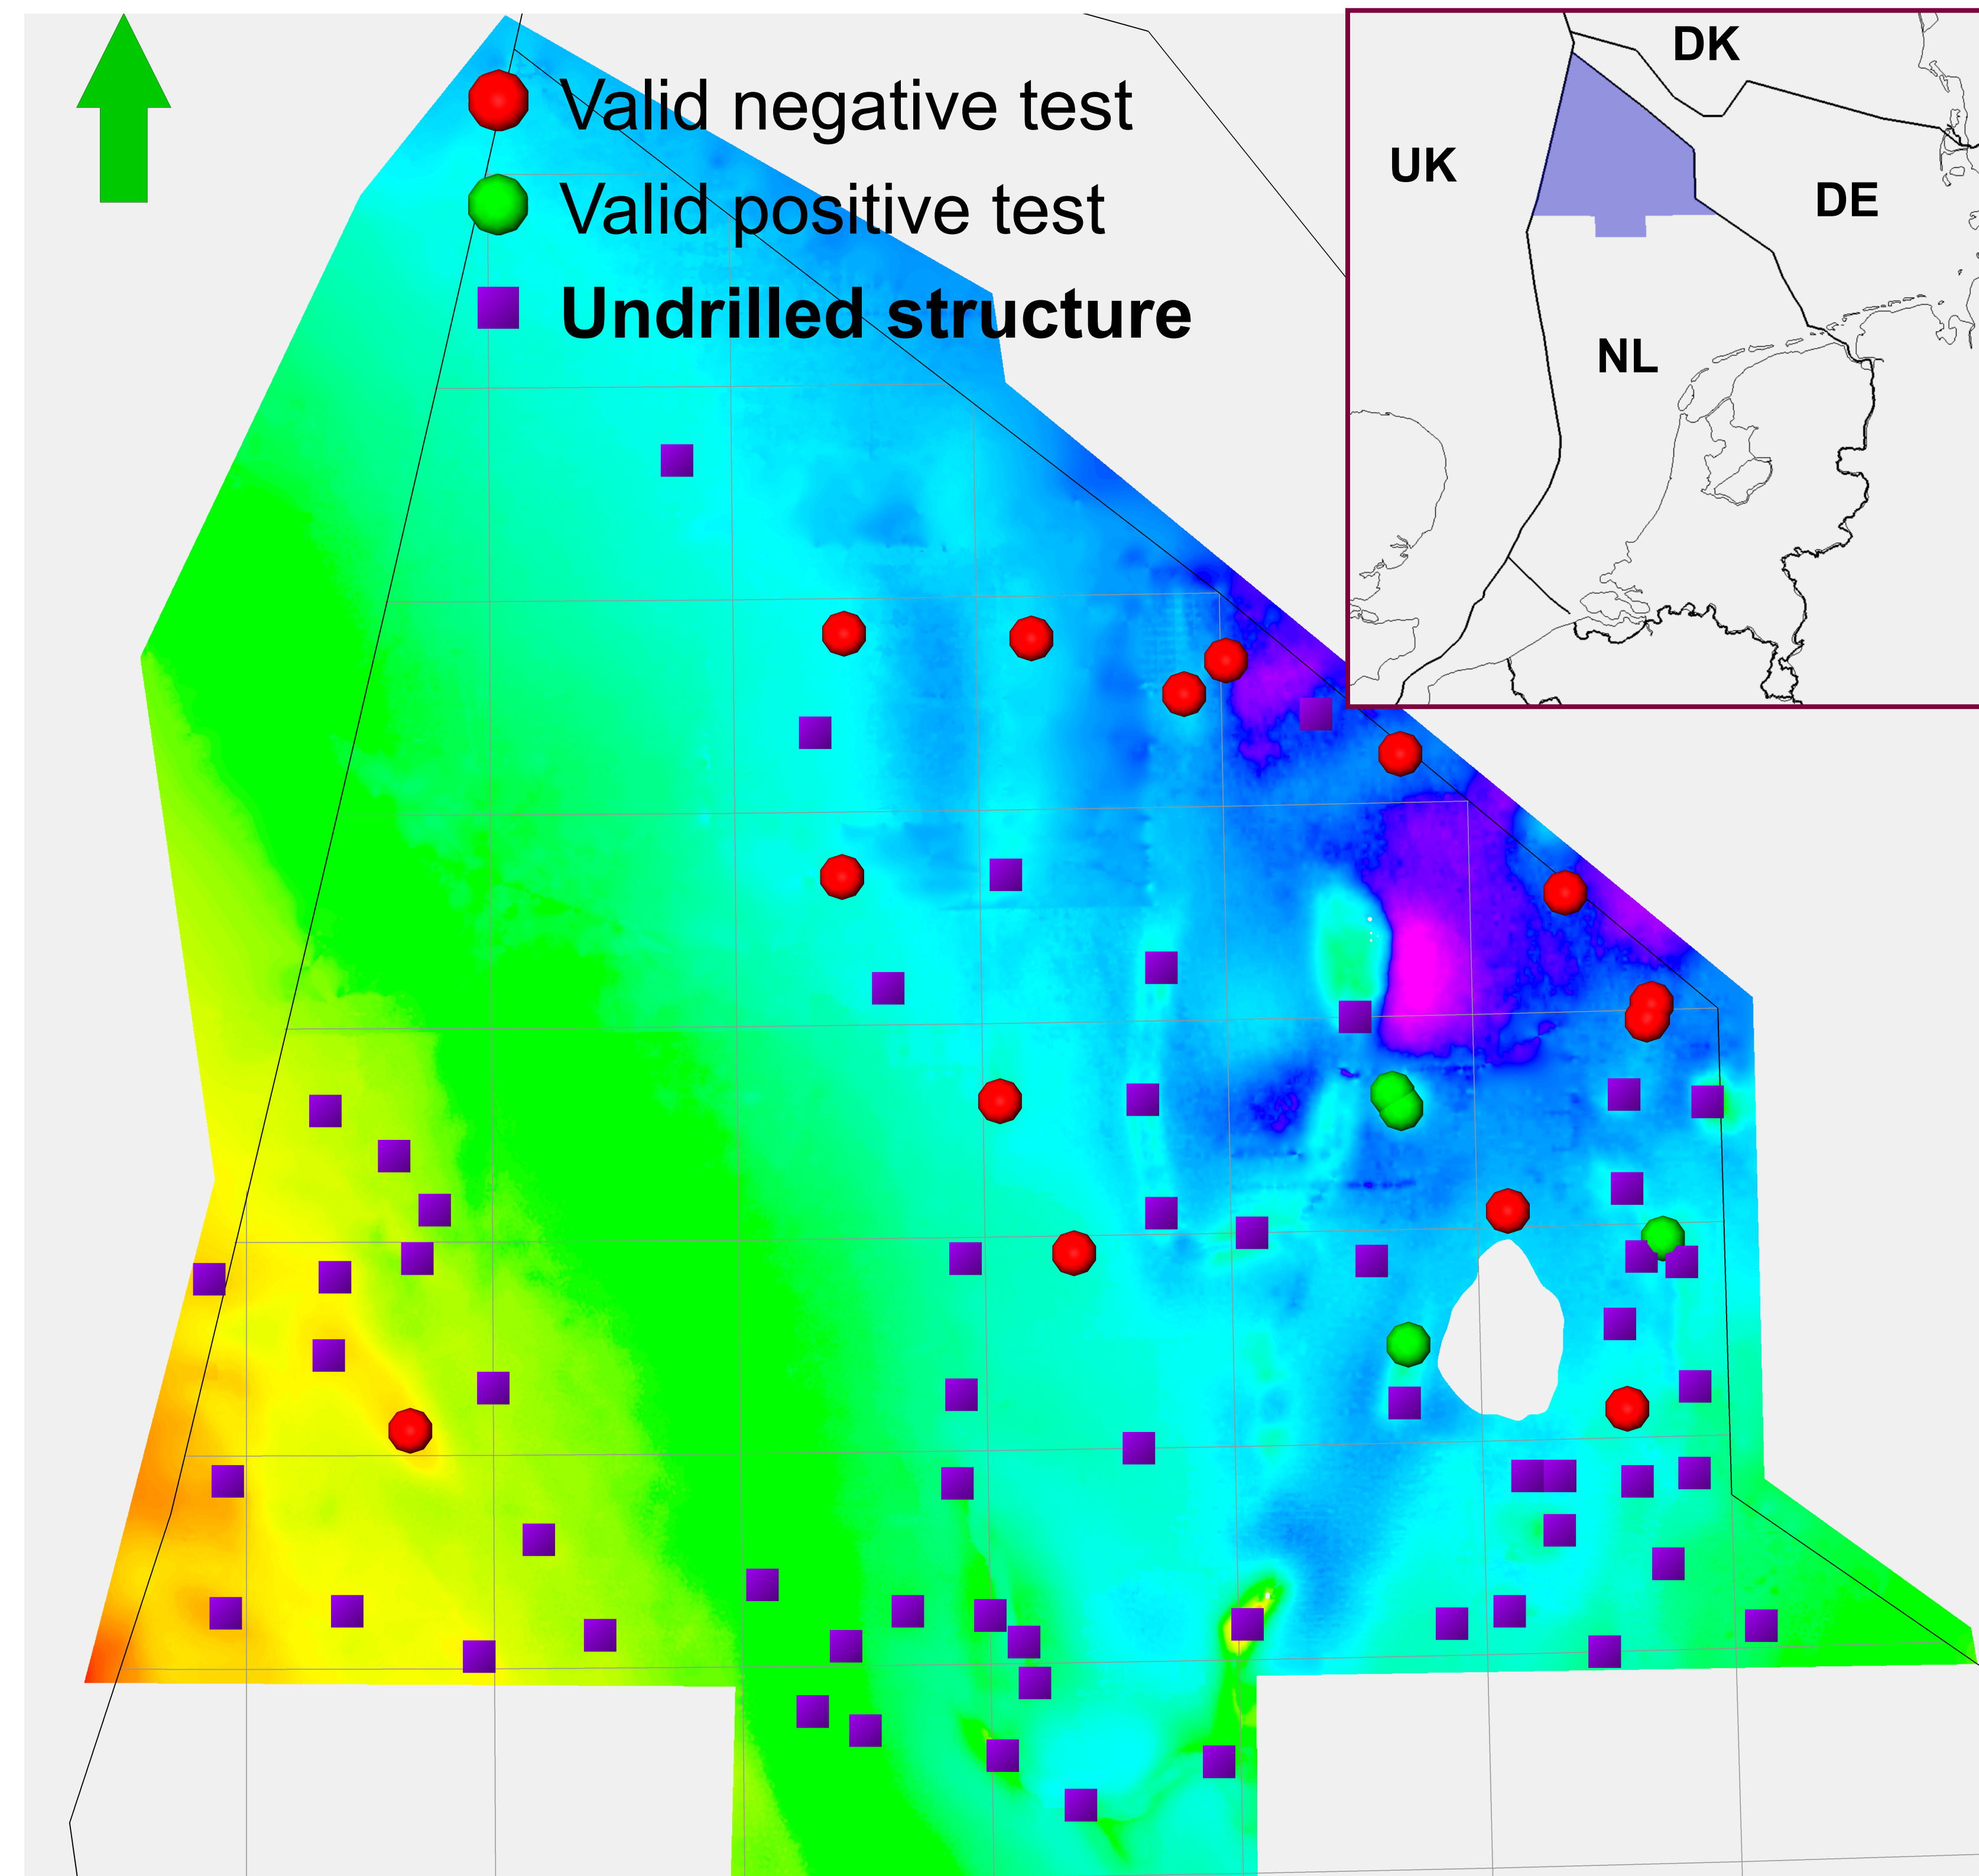 Valid negative test
Valid positive test
Undrilled structure
DK
UK
DE
NL